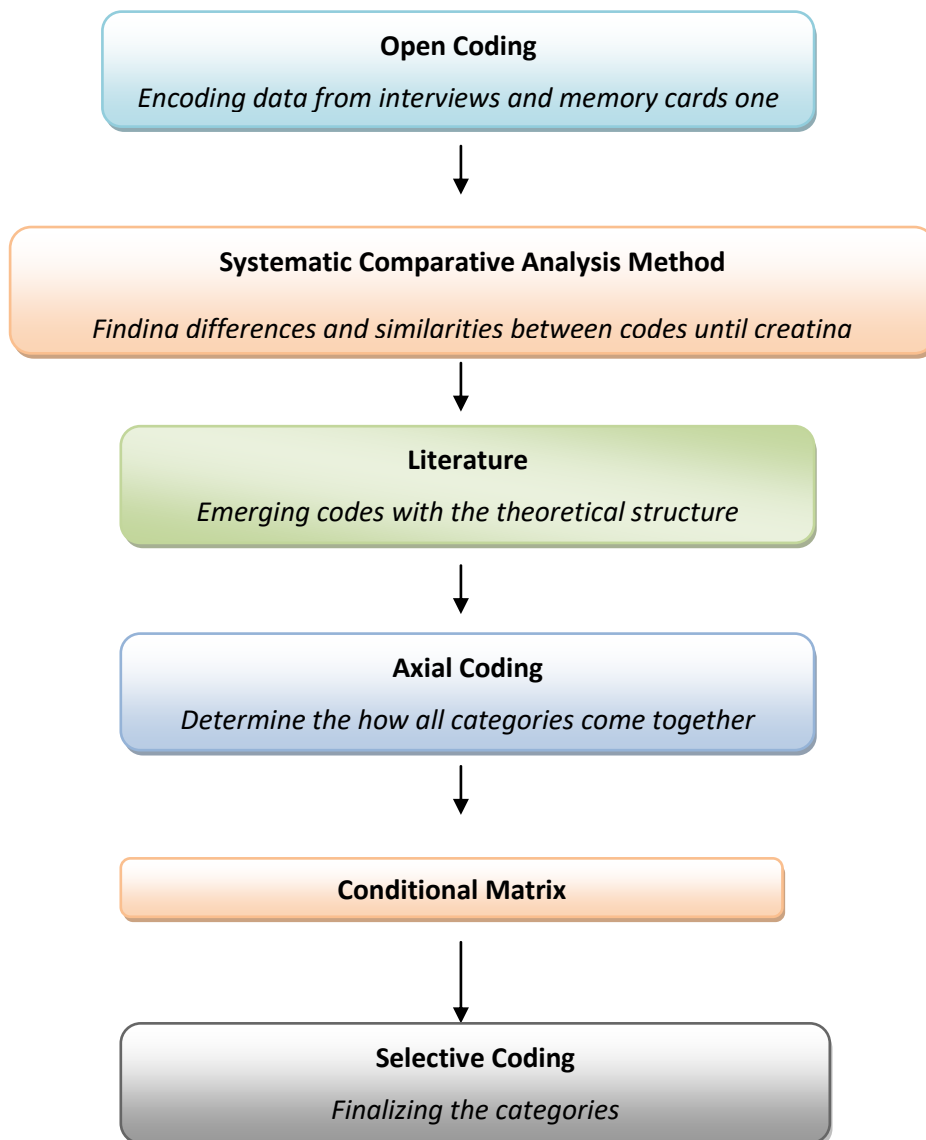 Open Coding
Encoding data from interviews and memory cards one
Systematic Comparative Analysis Method
Finding differences and similarities between codes until creating
Literature
Emerging codes with the theoretical structure
Axial Coding
Determine the how all categories come together
Conditional Matrix
Selective Coding
Finalizing the categories